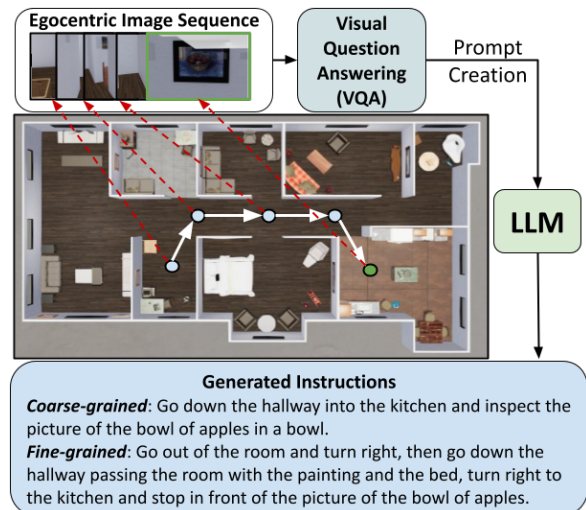 Egocentric Image Sequence
Visual
Question
Answering
(VQA)
Prompt
Creation
LLM
Generated Instructions
Coarse-grained: Go down the hallway into the kitchen and inspect the
picture of the bowl of apples in a bowl.
Fine-grained: Go out of the room and turn right, then go down the
hallway passing the room with the painting and the bed, turn right to
the kitchen and stop in front of the picture of the bowl of apples.